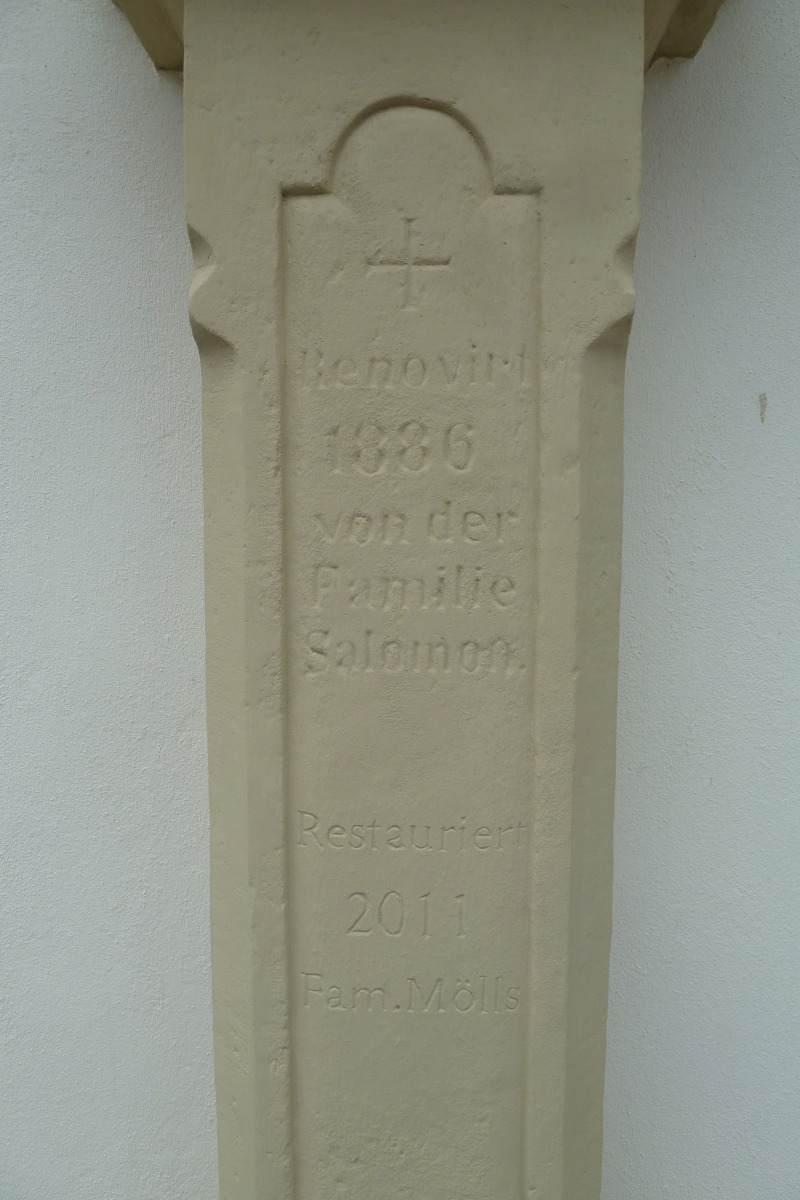 Renovirt
1886
von der
Familie
Salomon.
Restauriert
2011
Fam. Mölls